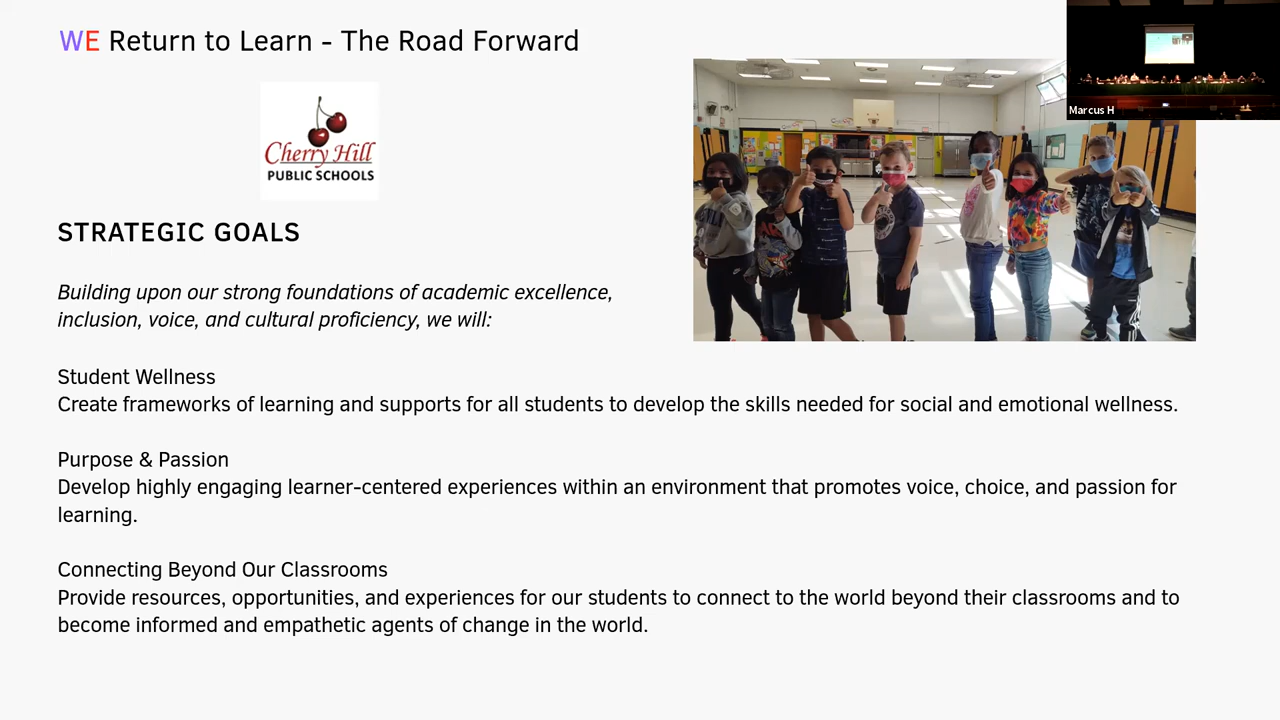 WE Return to Learn - The Road Forward
Marcus H
Cherry Hill
PUBLIC SCHOOLS
STRATEGIC GOALS
Building upon our strong foundations of academic excellence,
inclusion, voice, and cultural proficiency, we will:
Student Wellness
Create frameworks of learning and supports for all students to develop the skills needed for social and emotional wellness.
Purpose & Passion
Develop highly engaging learner-centered experiences within an environment that promotes voice, choice, and passion for
learning.
Connecting Beyond Our Classrooms
Provide resources, opportunities, and experiences for our students to connect to the world beyond their classrooms and to
become informed and empathetic agents of change in the world.